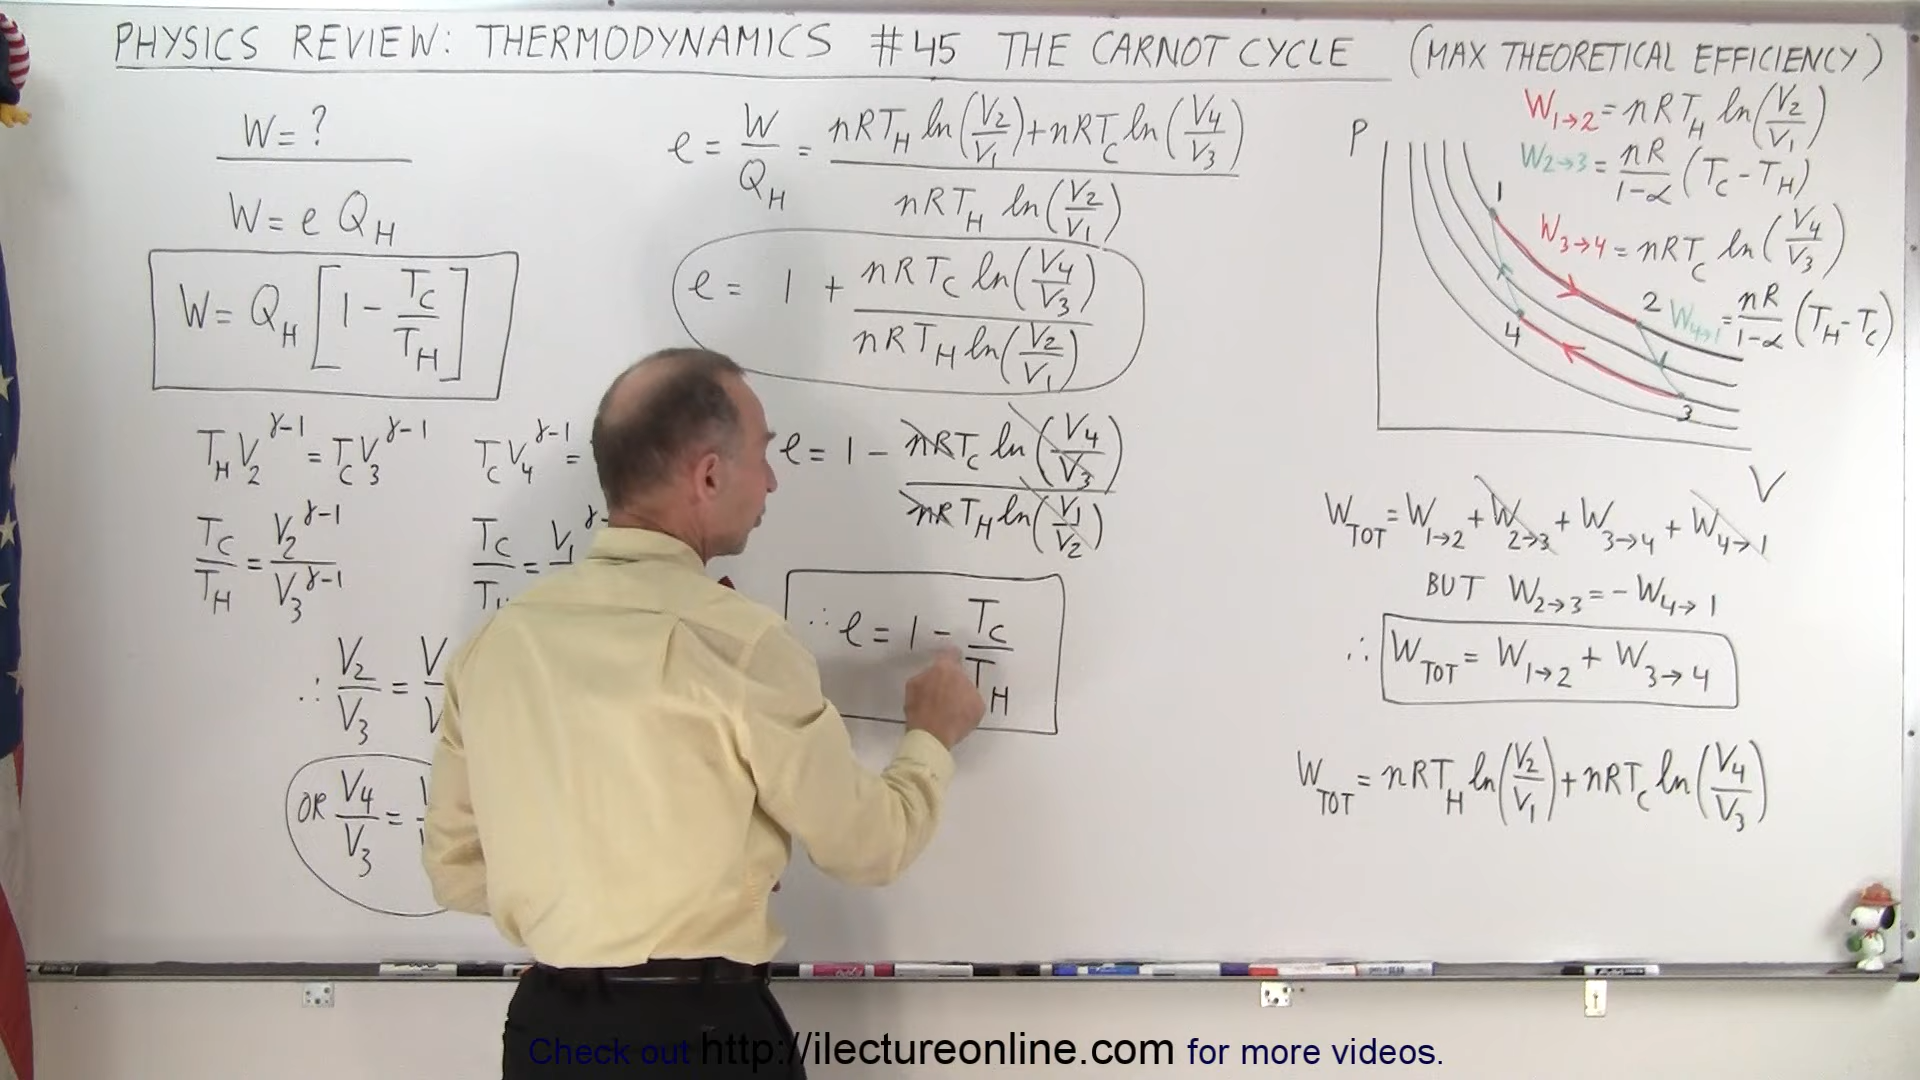 PHYSICS REVIEW: THERMODYNAMICS #45 THE CARNOT CYCLE (MAX THEORETICAL EFFICIENCY)
W = ?
W = e Q_H
W = Q_H [1 - T_C/T_H]
T_H V_2^(γ-1) = T_C V_3^(γ-1)
T_C V_4^(γ-1) =
T_C/T_H = V_2^(γ-1)/V_3^(γ-1)
T_C/T_H = V_1
∴ V_2/V_3 = V
OR V_4/V_3 =
e = W/Q_H = (nRT_H ln(V_2/V_1) + nRT_C ln(V_4/V_3))/(nRT_H ln(V_2/V_1))
e = 1 + (nRT_C ln(V_4/V_3))/(nRT_H ln(V_2/V_1))
e = 1 - (nRT_C ln(V_4/V_3))/(nRT_H ln(V_1/V_2))
∴ e = 1 - T_C/T_H
P
1
2
3
4
V
W_1→2 = nRT_H ln(V_2/V_1)
W_2→3 = nR/(1-α) (T_C - T_H)
W_3→4 = nRT_C ln(V_4/V_3)
W_4→1 = nR/(1-α) (T_H - T_C)
W_TOT = W_1→2 + W_2→3 + W_3→4 + W_4→1
BUT W_2→3 = - W_4→1
∴ W_TOT = W_1→2 + W_3→4
W_TOT = nRT_H ln(V_2/V_1) + nRT_C ln(V_4/V_3)
Check out http://ilectureonline.com for more videos.